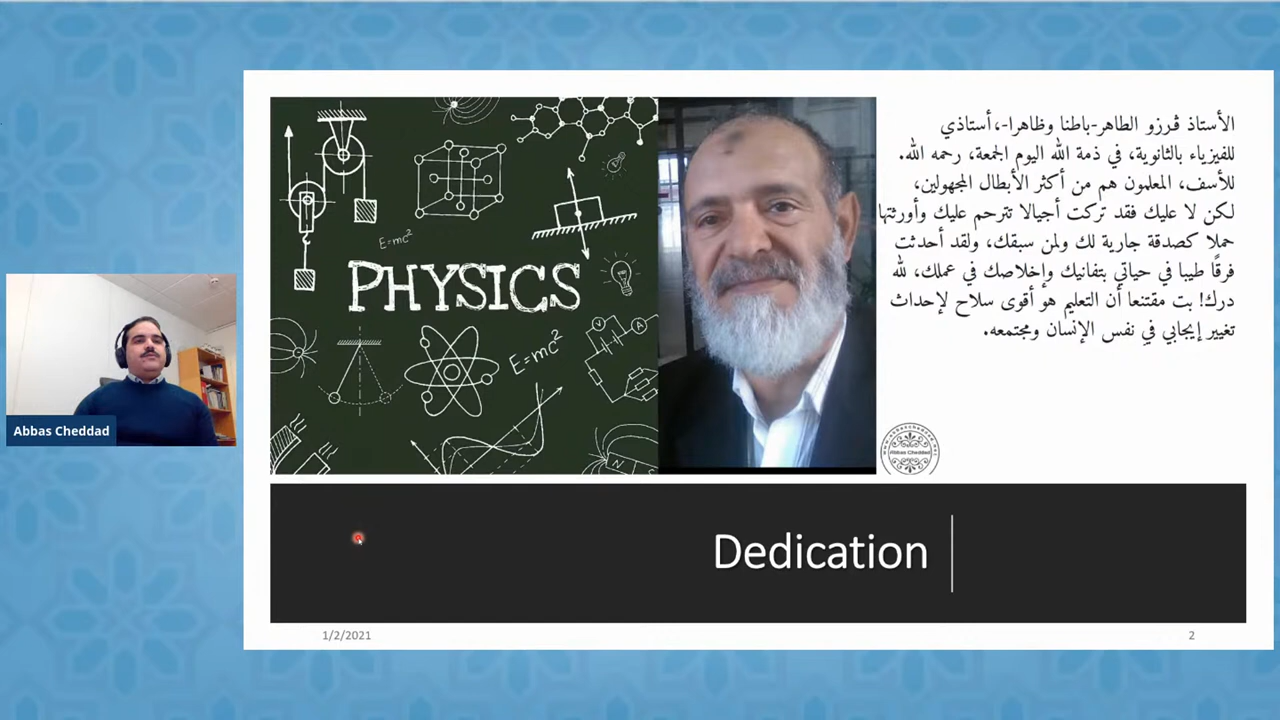 E=mc²
PHYSICS
E=mc²
V
A
N
الأستاذ ڤرزو الطاهر-باطنا وظاهرا-،أستاذي
للفيزياء بالثانوية، في ذمة الله اليوم الجمعة، رحمه الله.
للأسف، المعلمون هم من أكثر الأبطال المجهولين،
لكن لا عليك فقد تركت أجيالا تترحم عليك وأورثتها
حملا كصدقة جارية لك ولمن سبقك، ولقد أحدثت
فرقًا طيبا في حياتي بتفانيك وإخلاصك في عملك، لله
درك! بت مقتنعا أن التعليم هو أقوى سلاح لإحداث
تغيير إيجابي في نفس الإنسان ومجتمعه.
Abbas Cheddad
Abbas Cheddad
Dedication
1/2/2021
2